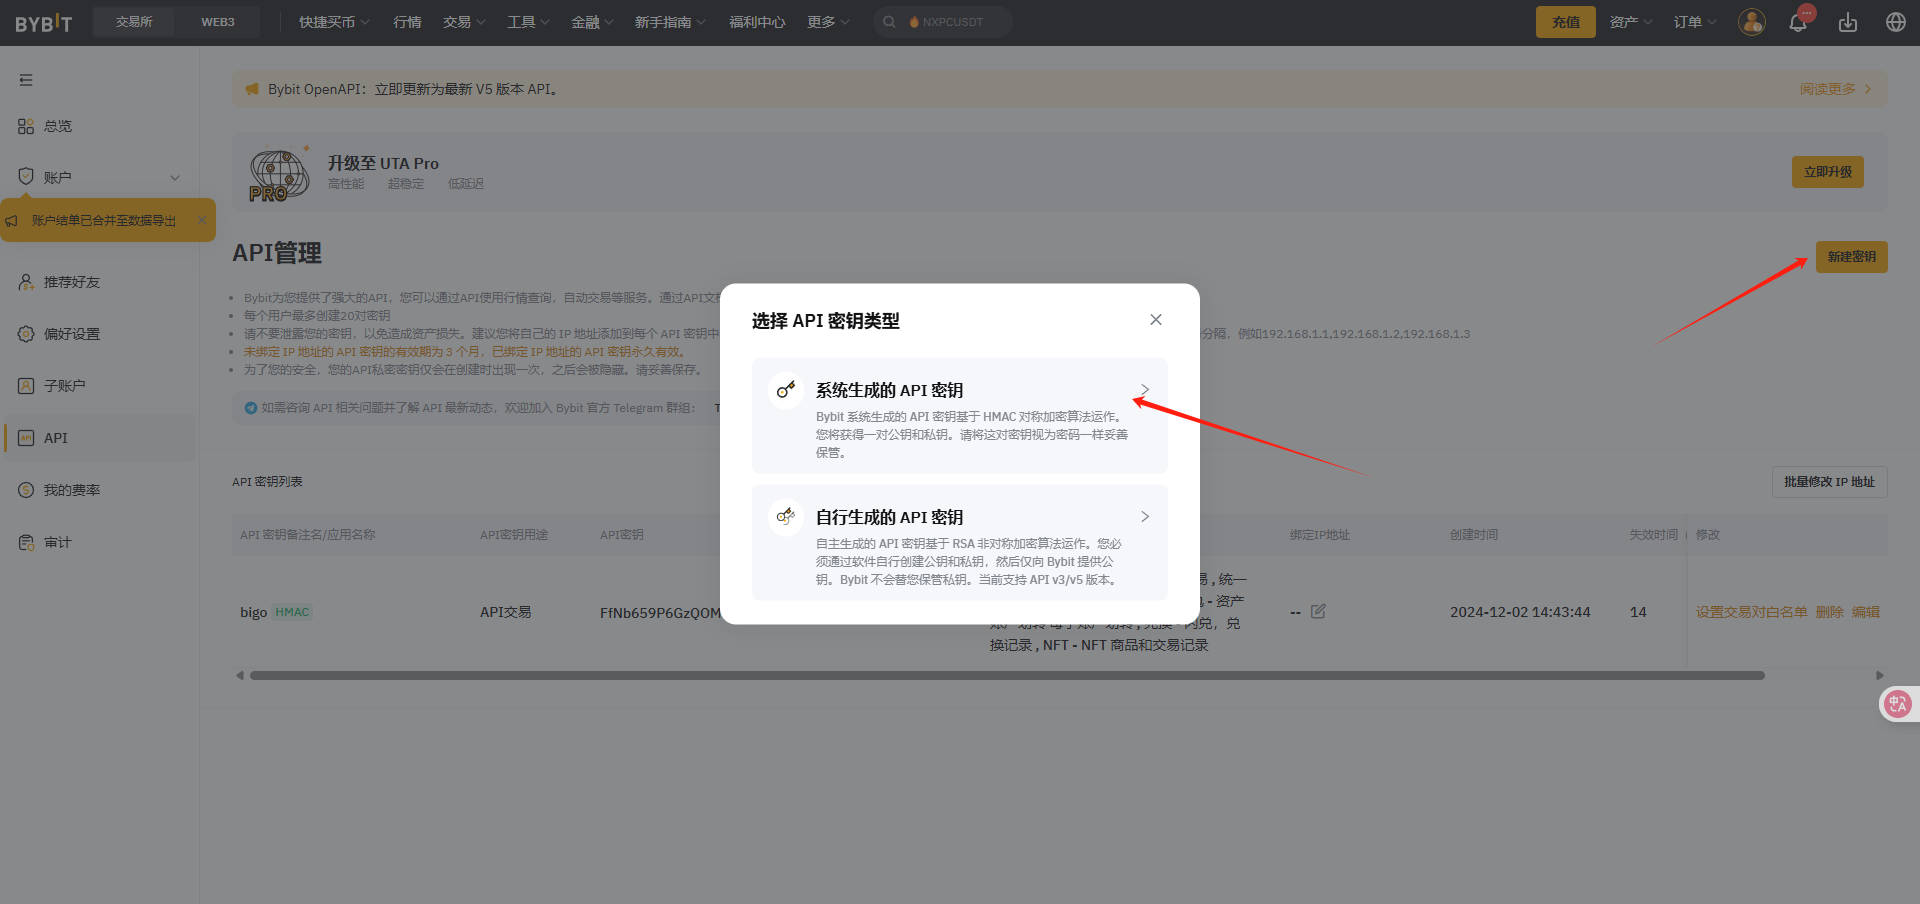 BYBIT 交易所 WEB3 快捷买币 行情 交易 工具 金融 新手指南 福利中心 更多 NXPCUSDT 充值 资产 订单
Bybit OpenAPI：立即更新为最新 V5 版本 API。 阅读更多
总览
账户
账户结单已合并至数据导出
推荐好友
偏好设置
子账户
API
我的费率
审计
PRO
升级至 UTA Pro
高性能 超稳定 低延迟
立即升级
API管理
新建密钥
Bybit为您提供了强大的API，您可以通过API使用行情查询，自动交易等服务。通过API文
每个用户最多创建20对密钥
请不要泄露您的密钥，以免造成资产损失。建议您将自己的 IP 地址添加到每个 API 密钥中 分隔，例如192.168.1.1,192.168.1.2,192.168.1.3
未绑定 IP 地址的 API 密钥的有效期为 3 个月，已绑定 IP 地址的 API 密钥永久有效。
为了您的安全，您的API私密密钥仅会在创建时出现一次，之后会被隐藏。请妥善保存。
如需咨询 API 相关问题并了解 API 最新动态，欢迎加入 Bybit 官方 Telegram 群组： T
选择 API 密钥类型
系统生成的 API 密钥
Bybit 系统生成的 API 密钥基于 HMAC 对称加密算法运作。
您将获得一对公钥和私钥。请将这对密钥视为密码一样妥善
保管。
自行生成的 API 密钥
自主生成的 API 密钥基于 RSA 非对称加密算法运作。您必
须通过软件自行创建公钥和私钥，然后仅向 Bybit 提供公
钥。Bybit 不会替您保管私钥。当前支持 API v3/v5 版本。
API 密钥列表
批量修改 IP 地址
API 密钥备注名/应用名称 API密钥用途 API密钥 绑定IP地址 创建时间 失效时间 修改
bigo HMAC API交易 FfNb659P6GzQOM -- 2024-12-02 14:43:44 14 设置交易对白名单 删除 编辑
易 , 统一
- 资产
内兑，兑
换记录 , NFT - NFT 商品和交易记录